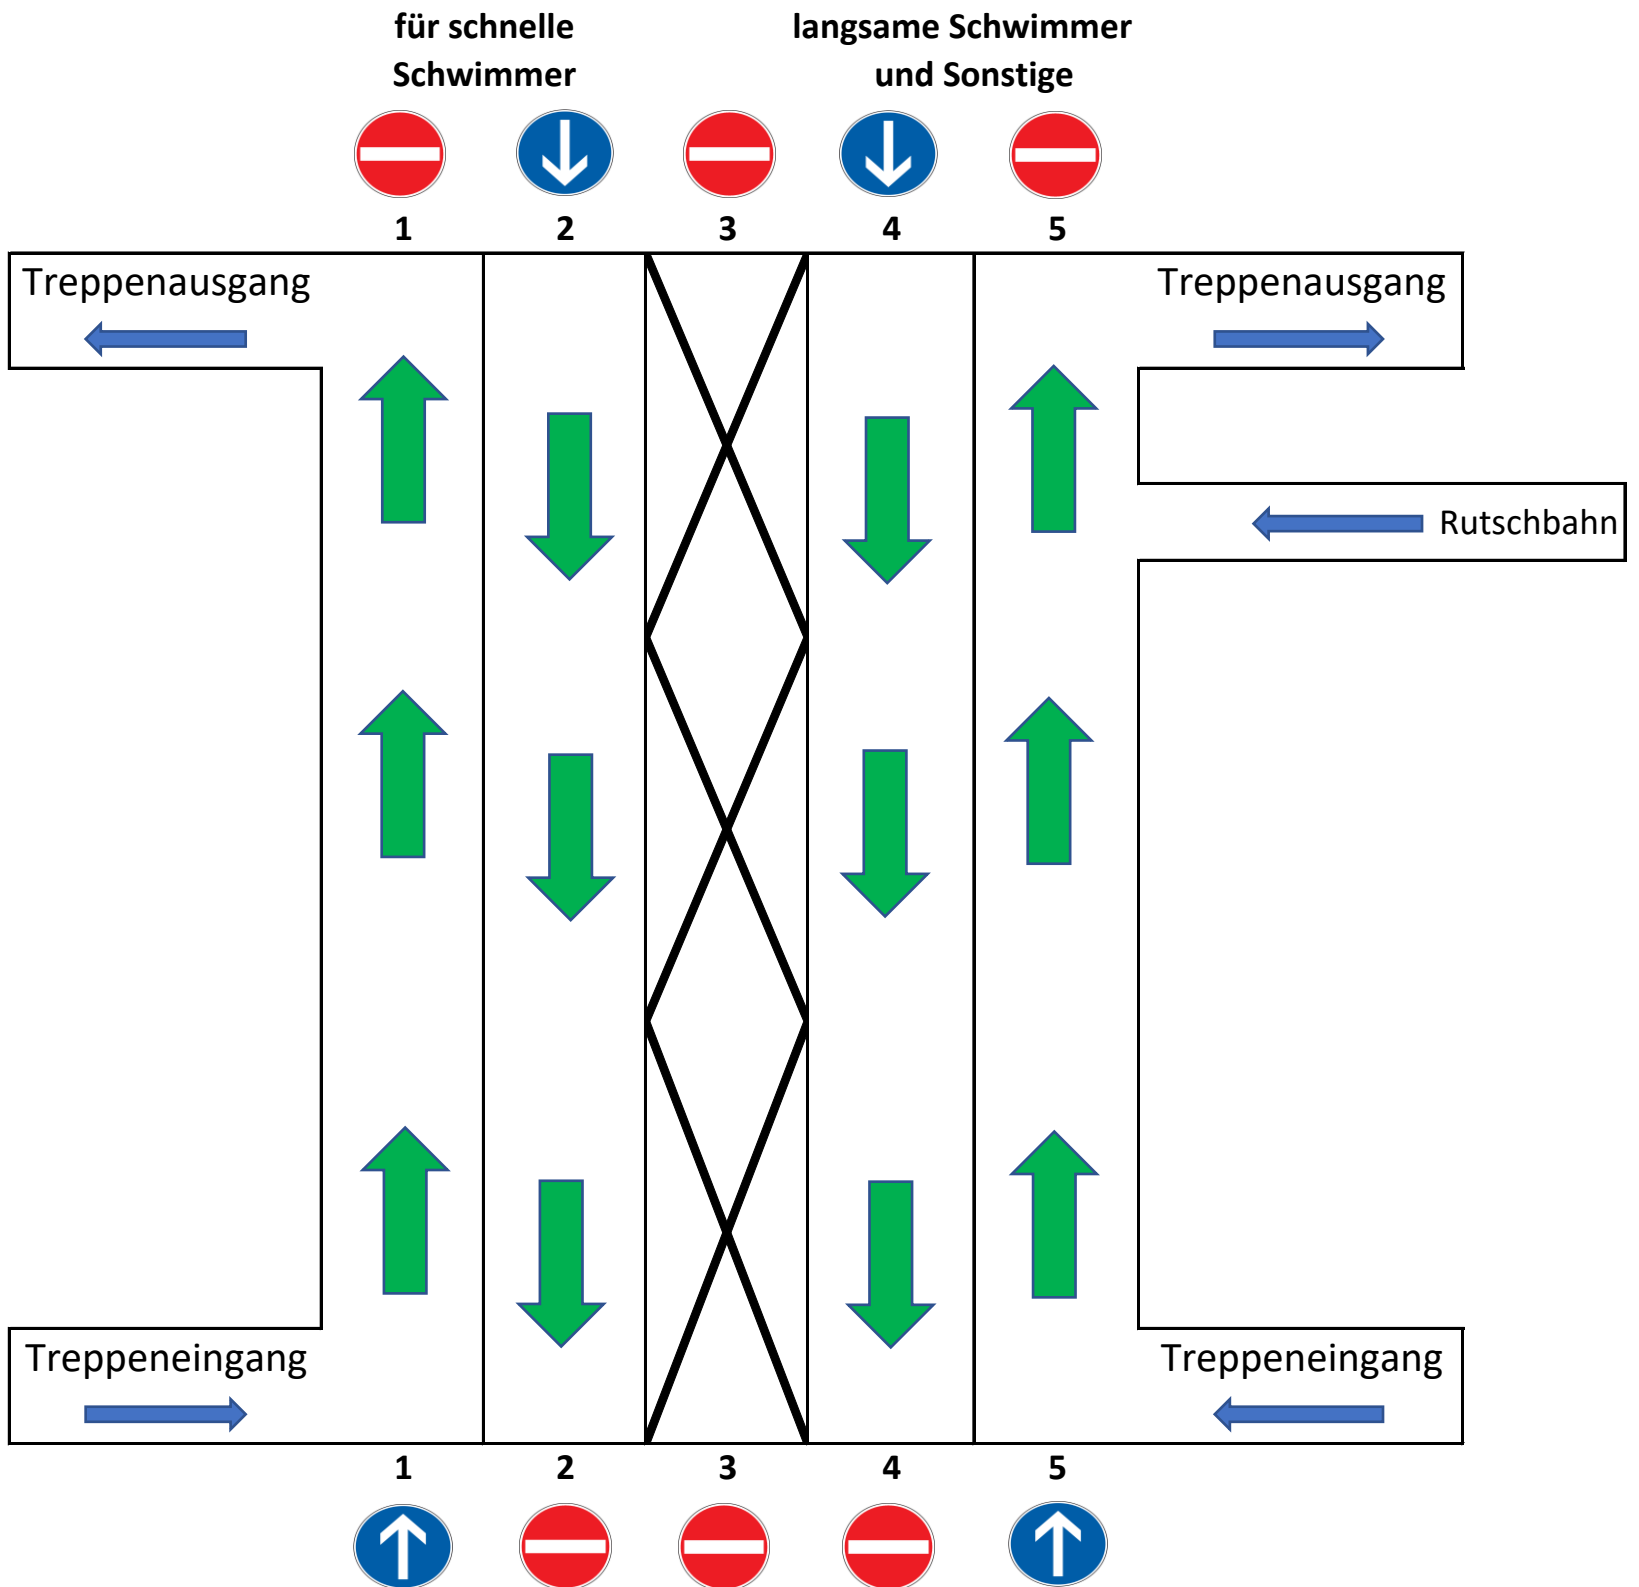 für schnelle
Schwimmer
langsame Schwimmer
und Sonstige
1 2 3 4 5
Treppenausgang Treppenausgang
Rutschbahn
Treppeneingang Treppeneingang
1 2 3 4 5